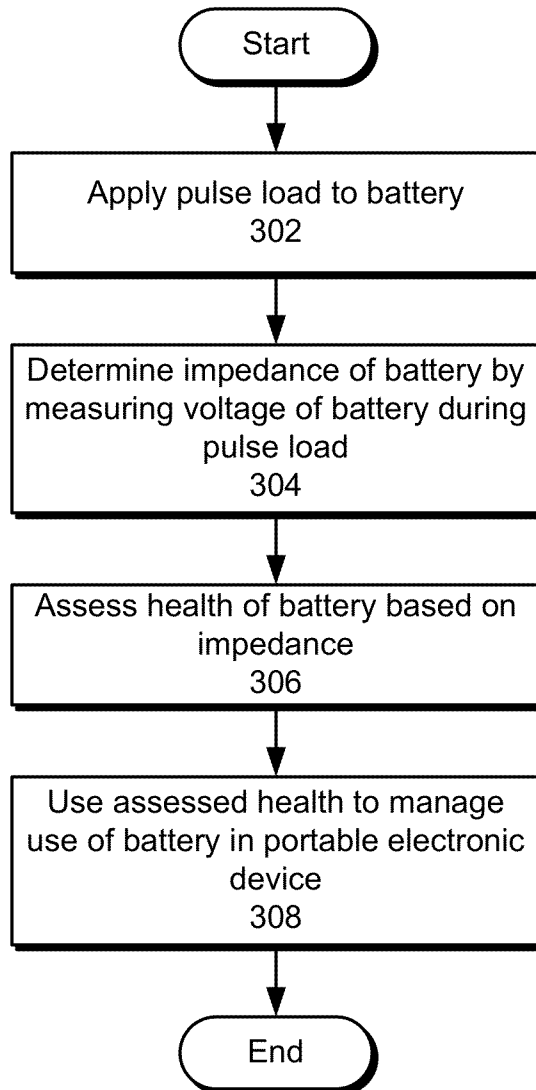 Start
Apply pulse load to battery
302
Determine impedance of battery by
measuring voltage of battery during
pulse load
304
Assess health of battery based on
impedance
306
Use assessed health to manage
use of battery in portable electronic
device
308
End